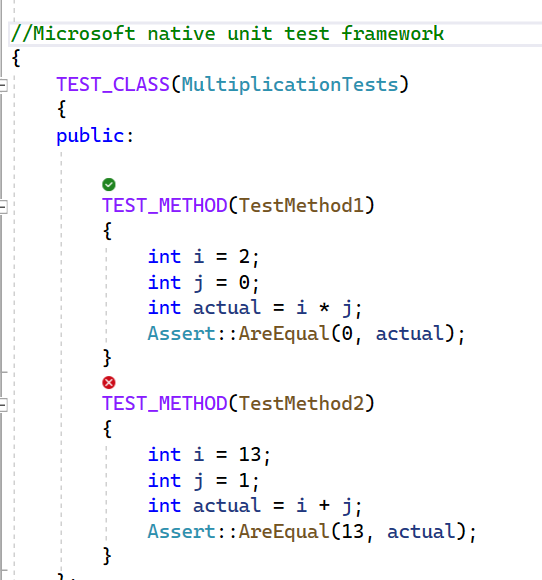 //Microsoft native unit test framework
{
TEST_CLASS(MultiplicationTests)
{
public:
TEST_METHOD(TestMethod1)
{
int i = 2;
int j = 0;
int actual = i * j;
Assert::AreEqual(0, actual);
}
TEST_METHOD(TestMethod2)
{
int i = 13;
int j = 1;
int actual = i + j;
Assert::AreEqual(13, actual);
}
};